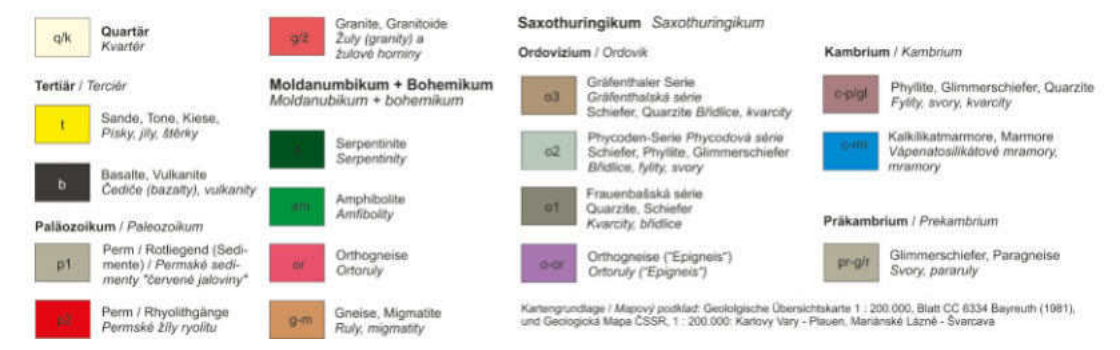 q/k
Quartär
Kvartér
Tertiär / Terciér
t
Sande, Tone, Kiese,
Písky, jíly, štěrky
b
Basalte, Vulkanite
Čediče (bazalty), vulkanity
Paläozoikum / Paleozoikum
p1
Perm / Rotliegend (Sedi-
mente) / Permské sedi-
menty "červené jaloviny"
p2
Perm / Rhyolithgänge
Permské žíly ryolitu
g/ž
Granite, Granitoide
Žuly (granity) a
žulové horniny
Moldanumbikum + Bohemikum
Moldanubikum + bohemikum
Serpentinite
Serpentinity
am
Amphibolite
Amfibolity
or
Orthogneise
Ortoruly
g-m
Gneise, Migmatite
Ruly, migmatity
Saxothuringikum Saxothuringikum
Ordovizium / Ordovik
o3
Gräfenthaler Serie
Gräfenthalská série
Schiefer, Quarzite Břidlice, kvarcity
o2
Phycoden-Serie Phycodová série
Schiefer, Phyllite, Glimmerschiefer
Břidlice, fylity, svory
o1
Frauenbašská série
Quarzite, Schiefer
Kvarcity, břidlice
o-or
Orthogneise ("Epigneis")
Ortoruly ("Epigneis")
Kambrium / Kambrium
c-p/gl
Phyllite, Glimmerschiefer, Quarzite
Fylity, svory, kvarcity
c-m
Kalkilikatmarmore, Marmore
Vápenatosilikátové mramory,
mramory
Präkambrium / Prekambrium
pr-g/r
Glimmerschiefer, Paragneise
Svory, pararuly
Kartengrundlage / Mapový podklad: Geololgische Übersichtskarte 1 : 200.000, Blatt CC 6334 Bayreuth (1981),
und Geologická Mapa ČSSR, 1 : 200.000: Karlovy Vary - Plauen, Mariánské Lázně - Švarcava